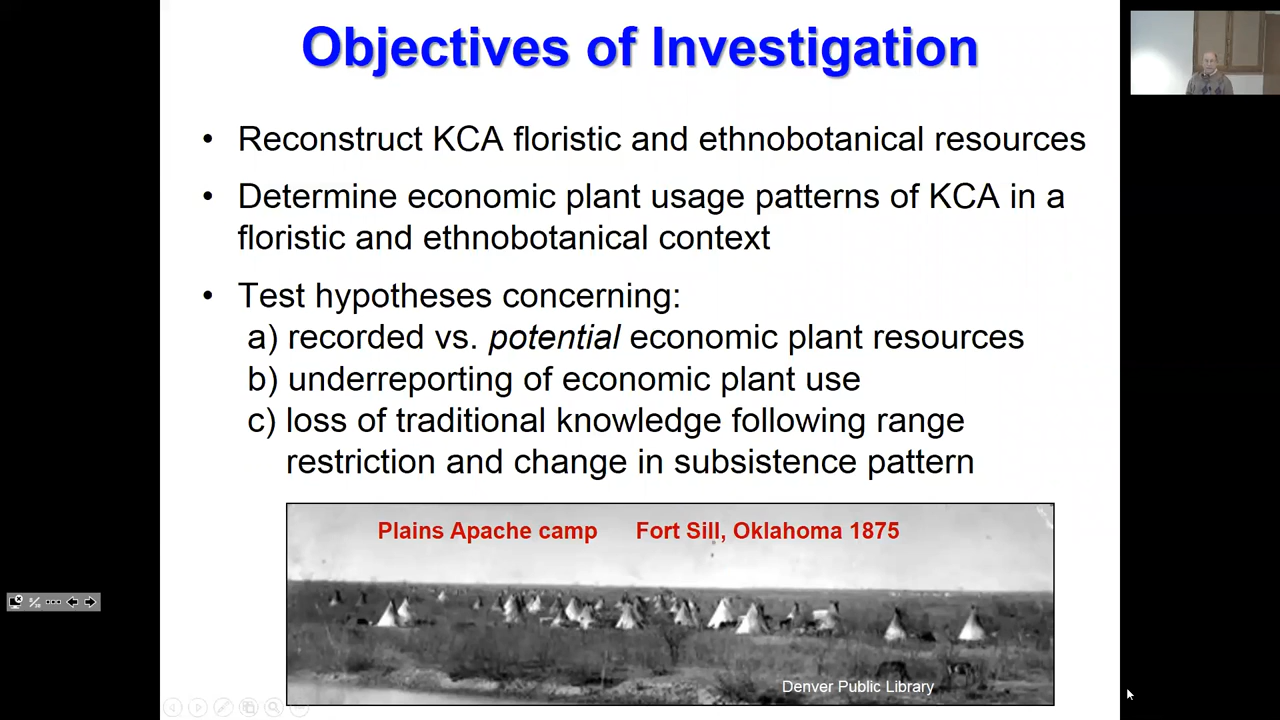 Objectives of Investigation
• Reconstruct KCA floristic and ethnobotanical resources
• Determine economic plant usage patterns of KCA in a
floristic and ethnobotanical context
• Test hypotheses concerning:
a) recorded vs. potential economic plant resources
b) underreporting of economic plant use
c) loss of traditional knowledge following range
restriction and change in subsistence pattern
Plains Apache camp Fort Sill, Oklahoma 1875
Denver Public Library